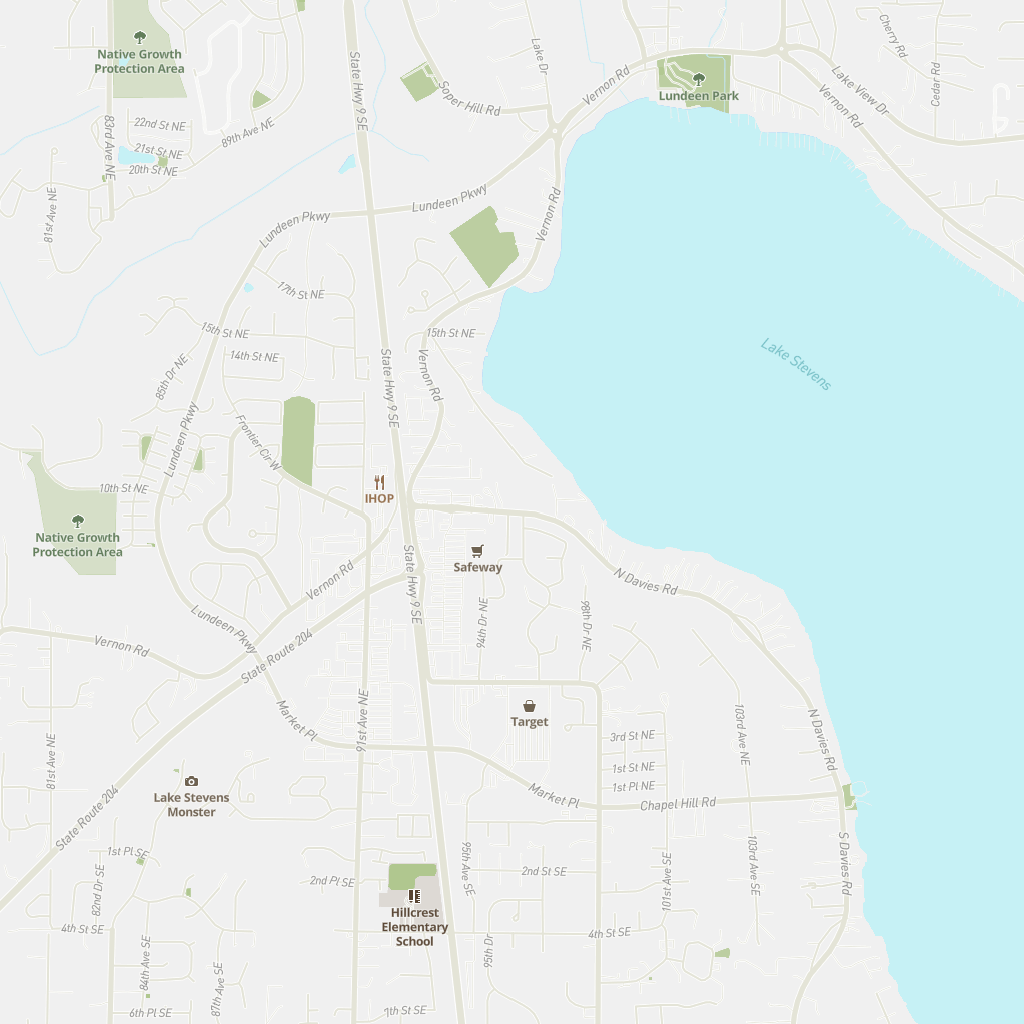 Native Growth
Protection Area
State Hwy 9 SE
Lake Dr
Cherry Rd
Cedar Rd
Soper Hill Rd
Vernon Rd
Lundeen Park
Lake View Dr
Vernon Rd
83rd Ave NE
22nd St NE
89th Ave NE
21st St NE
20th St NE
81st Ave NE
Lundeen Pkwy
Lundeen Pkwy
Vernon Rd
17th St NE
15th St NE
15th St NE
14th St NE
Lake Stevens
85th Dr NE
State Hwy 9 SE
Vernon Rd
Lundeen Pkwy
Frontier Cir W
10th St NE
IHOP
Native Growth
Protection Area
Safeway
State Hwy 9 SE
Vernon Rd
N Davies Rd
94th Dr NE
98th Dr NE
Lundeen Pkwy
Vernon Rd
State Route 204
Market Pl
91st Ave NE
Target
103rd Ave NE
N Davies Rd
3rd St NE
81st Ave NE
1st St NE
1st Pl NE
Lake Stevens
Monster
Market Pl
Chapel Hill Rd
State Route 204
1st Pl SE
95th Ave SE
103rd Ave SE
S Davies Rd
2nd Pl SE
2nd St SE
101st Ave SE
82nd Dr SE
Hillcrest
Elementary
School
4th St SE
4th St SE
84th Ave SE
87th Ave SE
95th Dr
6th Pl SE
7th St SE